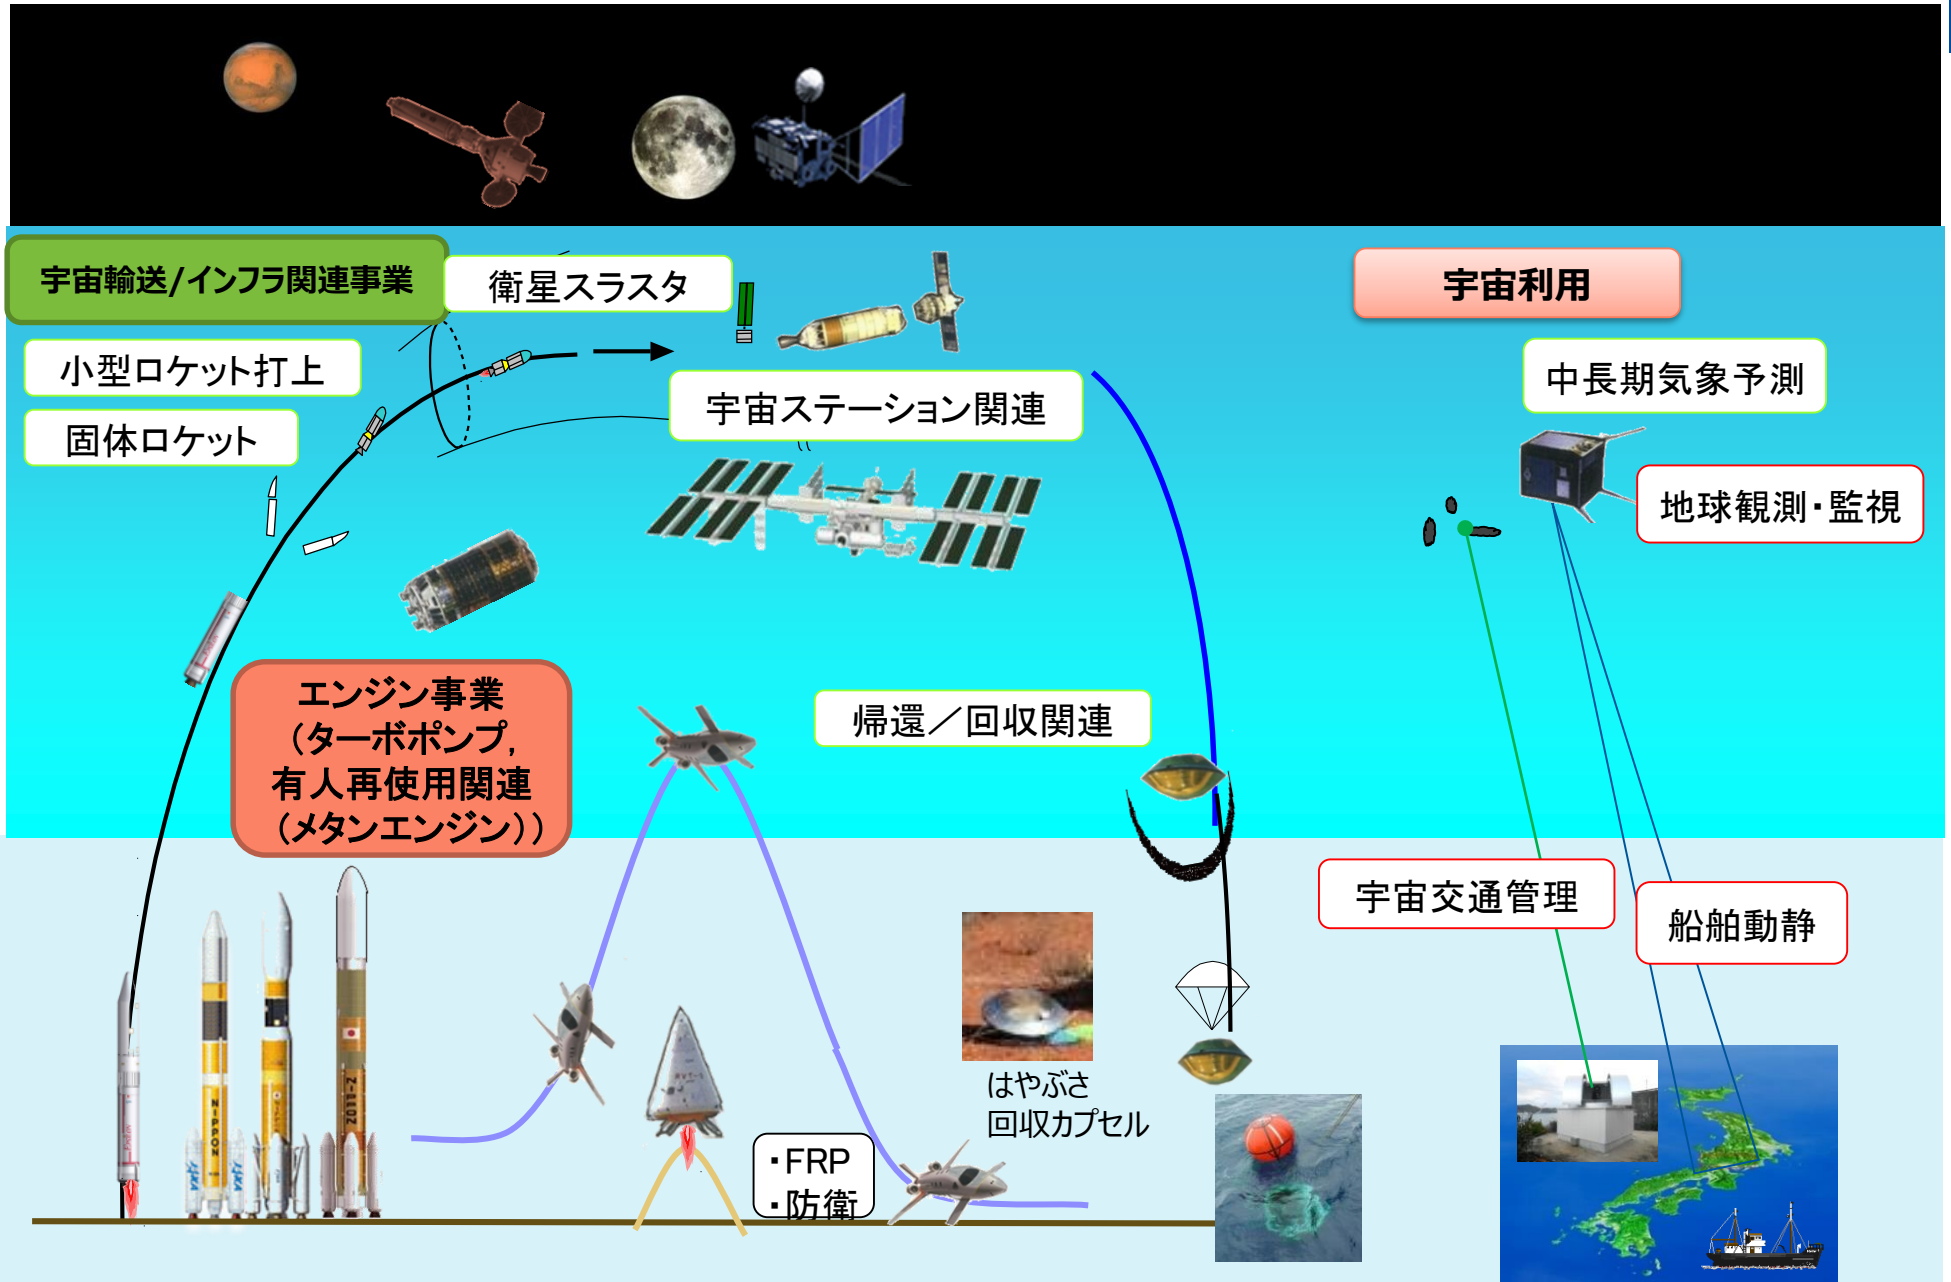 宇宙輸送/インフラ関連事業
衛星スラスタ
宇宙利用
小型ロケット打上
中長期気象予測
固体ロケット
宇宙ステーション関連
地球観測・監視
エンジン事業
（ターボポンプ,
有人再使用関連
（メタンエンジン））
帰還／回収関連
宇宙交通管理
船舶動静
はやぶさ
回収カプセル
・FRP
・防衛
NIPPON
NIPPON